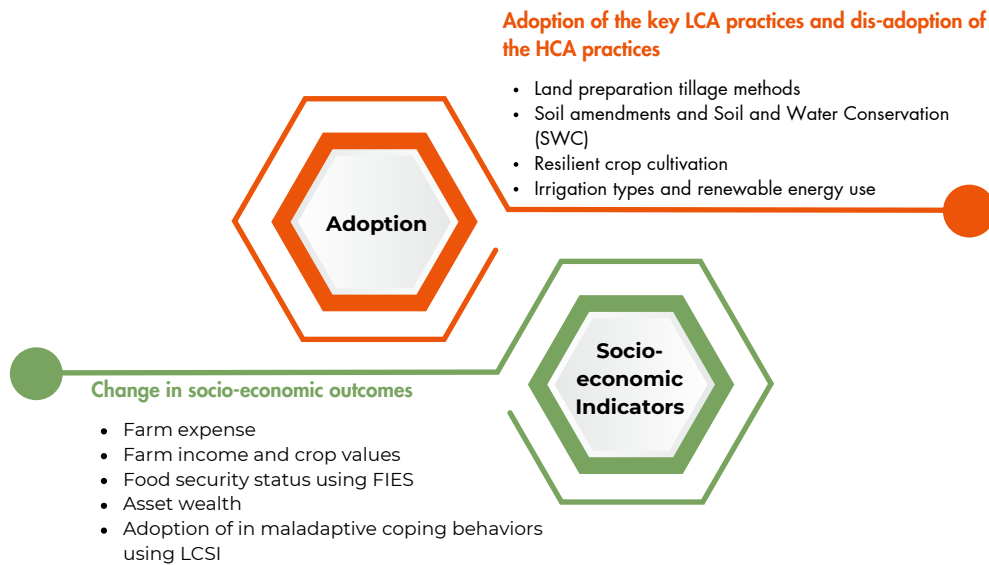 Adoption of the key LCA practices and dis-adoption of
the HCA practices
• Land preparation tillage methods
• Soil amendments and Soil and Water Conservation
(SWC)
• Resilient crop cultivation
• Irrigation types and renewable energy use
Adoption
Socio-
economic
Indicators
Change in socio-economic outcomes
• Farm expense
• Farm income and crop values
• Food security status using FIES
• Asset wealth
• Adoption of in maladaptive coping behaviors
using LCSI